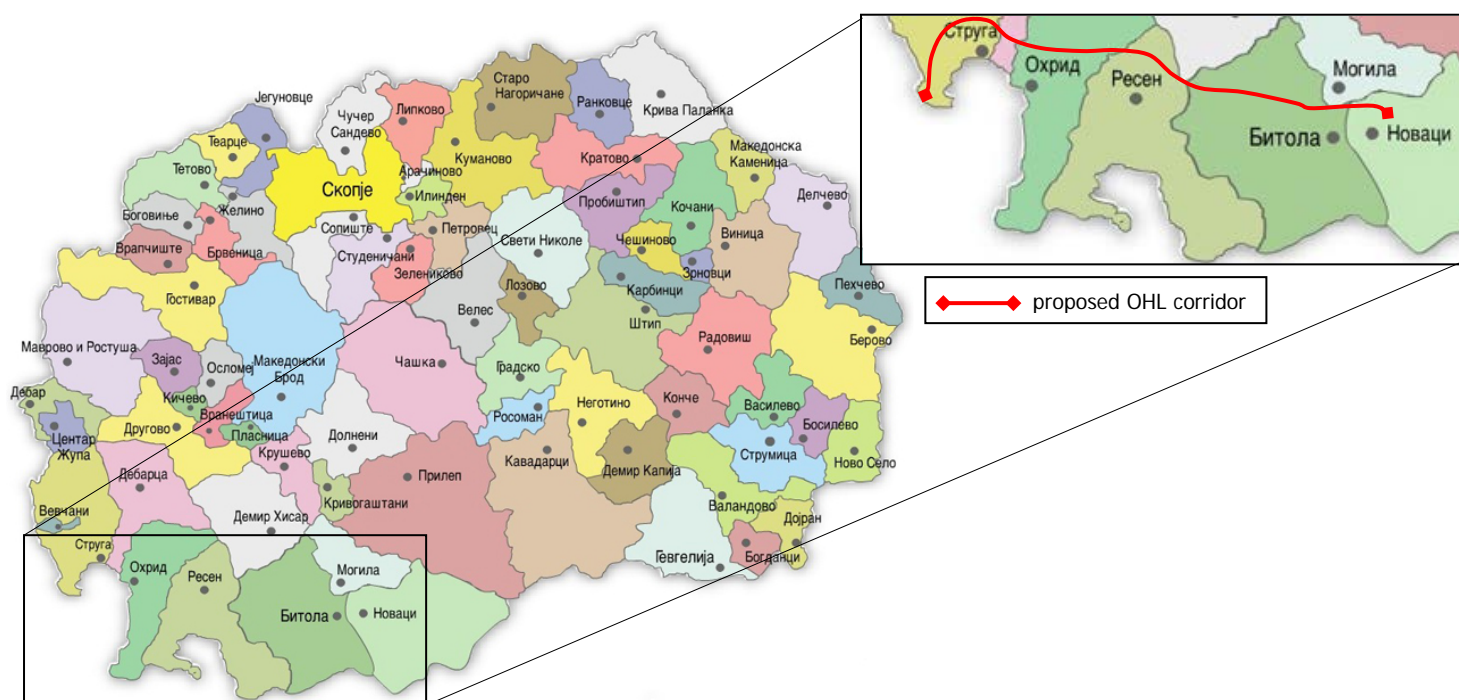 Струга
Охрид
Ресен
Могила
Битола
Новаци
proposed OHL corridor
Јегуновце
Теарце
Тетово
Чучер
Сандево
Липково
Старо
Нагоричане
Ранковце
Крива Паланка
Куманово
Кратово
Македонска
Каменица
Скопје
Арачиново
Илинден
Пробиштип
Кочани
Делчево
Желино
Боговиње
Врапчиште
Брвеница
Сопиште
Студеничани
Петровец
Зелениково
Свети Николе
Чешиново
Виница
Зрновци
Гостивар
Лозово
Карбинци
Пехчево
Велес
Штип
Берово
Маврово и Ростуша
Зајас
Осломеј
Македонски
Брод
Чашка
Радовиш
Градско
Дебар
Кичево
Вранештица
Росоман
Неготино
Конче
Василево
Босилево
Центар
Жупа
Другово
Пласница
Долнени
Крушево
Струмица
Ново Село
Дебарца
Прилеп
Кавадарци
Демир Капија
Кривогаштани
Вевчани
Демир Хисар
Валандово
Дојран
Струга
Гевгелија
Богданци
Охрид
Ресен
Могила
Битола
Новаци